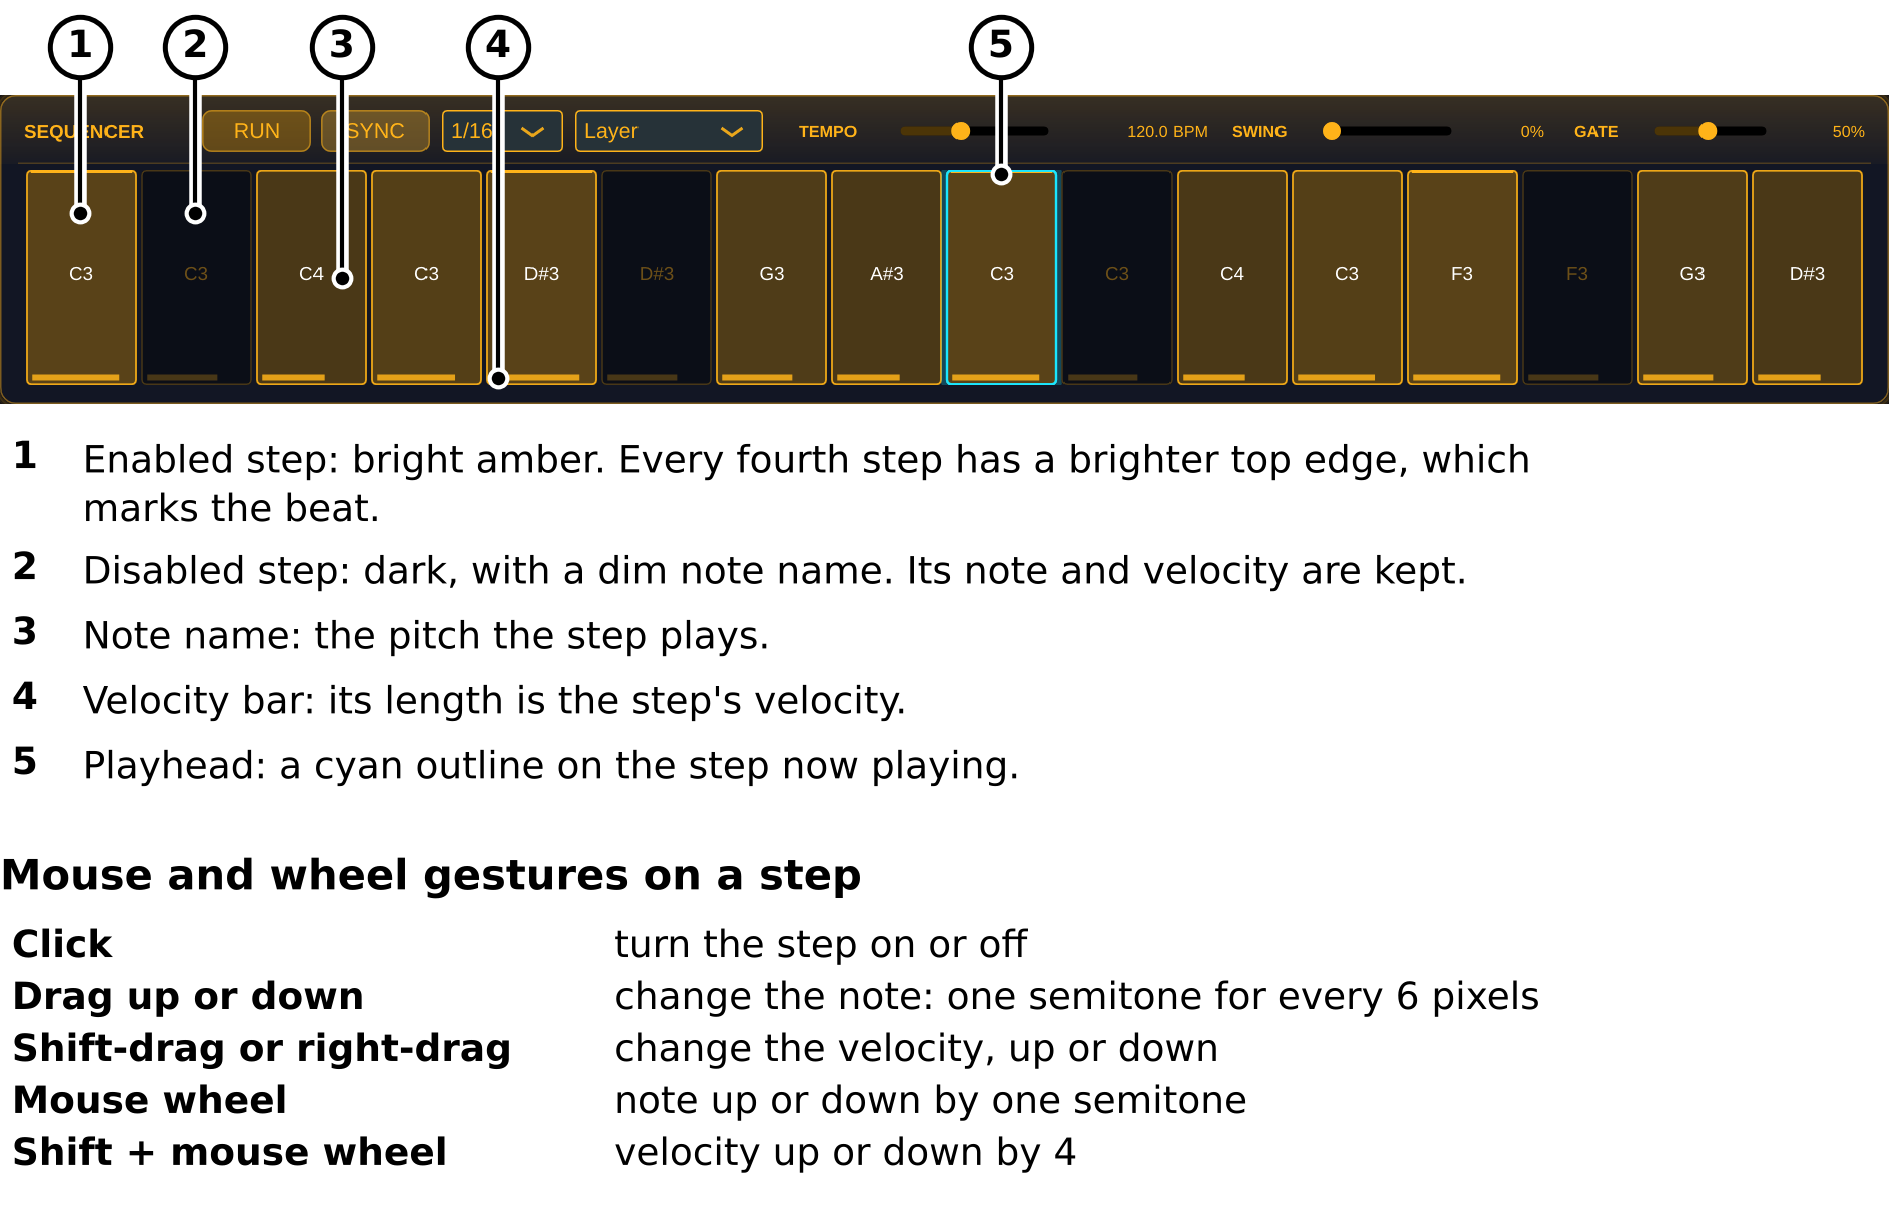 1 2 3 4 5
SEQUENCER RUN SYNC 1/16 Layer TEMPO 120.0 BPM SWING 0% GATE 50%
C3 C3 C4 C3 D#3 D#3 G3 A#3 C3 C3 C4 C3 F3 F3 G3 D#3
1 Enabled step: bright amber. Every fourth step has a brighter top edge, which
marks the beat.
2 Disabled step: dark, with a dim note name. Its note and velocity are kept.
3 Note name: the pitch the step plays.
4 Velocity bar: its length is the step's velocity.
5 Playhead: a cyan outline on the step now playing.
Mouse and wheel gestures on a step
Click turn the step on or off
Drag up or down change the note: one semitone for every 6 pixels
Shift-drag or right-drag change the velocity, up or down
Mouse wheel note up or down by one semitone
Shift + mouse wheel velocity up or down by 4